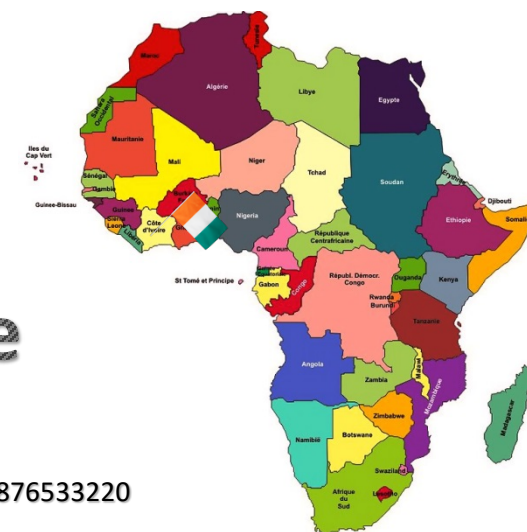 Tunisie
Maroc
Algérie
Libye
Egypte
Sahara
Occidental
Iles du
Cap Vert
Mauritanie
Mali
Niger
Tchad
Soudan
Erythrée
Sénégal
Gambie
Djibouti
Guinee-Bissau
Guinée
Sierra
Leone
Liberia
Côte
d'Ivoire
Nigeria
République
Centrafricaine
Ethiopie
Somalie
Cameroun
St Tomé et Principe
Gabon
Congo
Républ. Démocr.
Congo
Ouganda
Kenya
Rwanda
Burundi
Tanzanie
e
Angola
Zambia
Malawi
Mozambique
Madagascar
Zimbabwe
Namibié
Botswane
Swaziland
876533220
Afrique
du
Sud
Lesotho